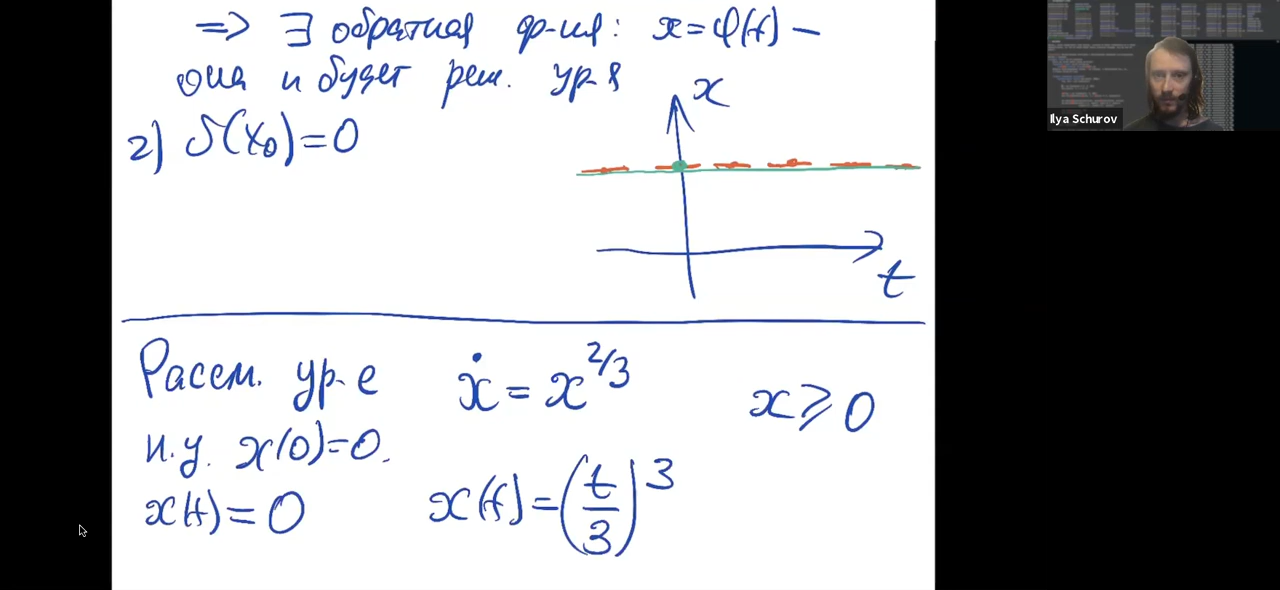 => ∃ обратная ф-ия: x=φ(t) –
она и будет реш. ур-я
2) δ(x₀)=0
x
t
Рассм. ур-е ẋ = x^{2/3} x ⩾ 0
н.у. x(0)=0.
x(t)=0 x(t)=(t/3)^3
Ilya Schurov